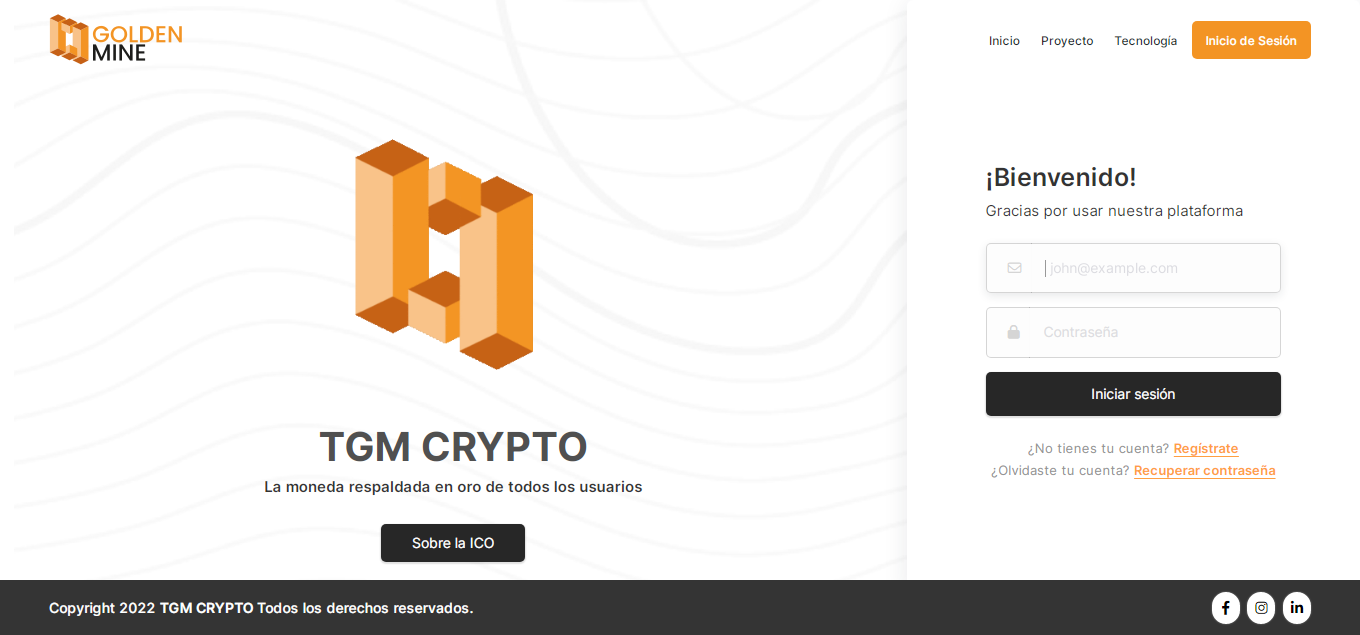 GOLDEN
MINE
Inicio
Proyecto
Tecnología
Inicio de Sesión
TGM CRYPTO
La moneda respaldada en oro de todos los usuarios
Sobre la ICO
¡Bienvenido!
Gracias por usar nuestra plataforma
john@example.com
Contraseña
Iniciar sesión
¿No tienes tu cuenta? Regístrate
¿Olvidaste tu cuenta? Recuperar contraseña
Copyright 2022 TGM CRYPTO Todos los derechos reservados.